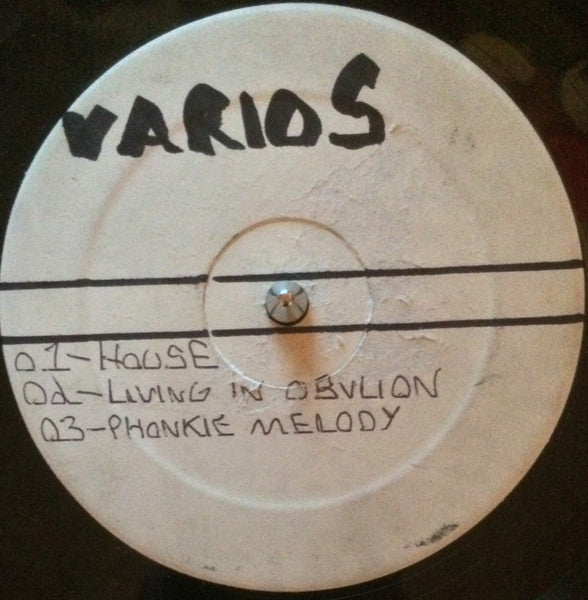 VARIOS
01-HOUSE
02-LIVING IN OBVLION
03-PHONKIE MELODY